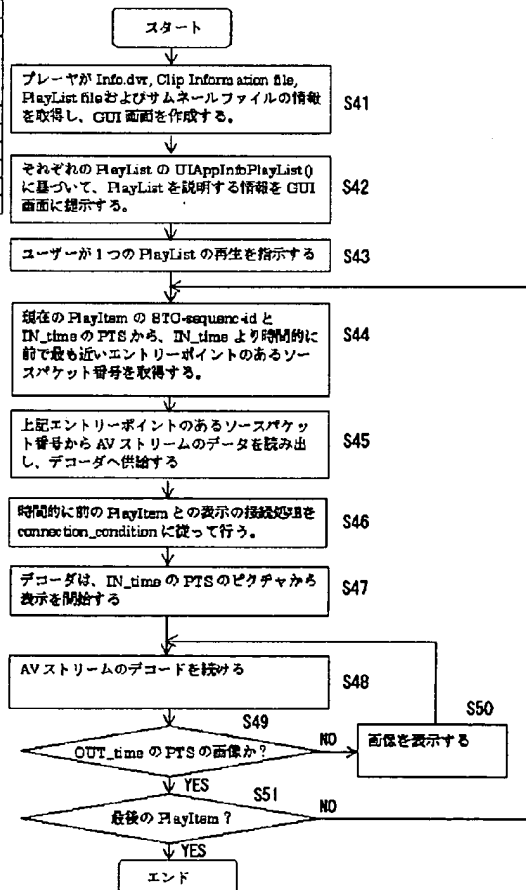 スタート
プレーヤが Info.dvr, Clip Information file,
PlayList fileおよびサムネールファイルの情報
を取得し、GUI 画面を作成する。
S41
それぞれの PlayListの UIAppInfoPlayList()
に基づいて、PlayList を説明する情報を GUI
画面に提示する。
S42
ユーザーが1つの PlayList の再生を指示する
S43
現在の PlayItem の STC-sequenc-id と
IN_time の PTS から、IN_time より時間的に
前で最も近いエントリーポイントのあるソー
スパケット番号を取得する。
S44
上記エントリーポイントのあるソースパケッ
ト番号から AV ストリームのデータを読み出
し、デコーダへ供給する
S45
時間的に前の PlayItem との表示の接続処理を
connection_condition に従って行う。
S46
デコーダは、IN_time の PTS のピクチャから
表示を開始する
S47
AV ストリームのデコードを続ける
S48
S49
OUT_time の PTS の画像か?
NO
S50
画像を表示する
YES
S51
最後の PlayItem ?
NO
YES
エンド